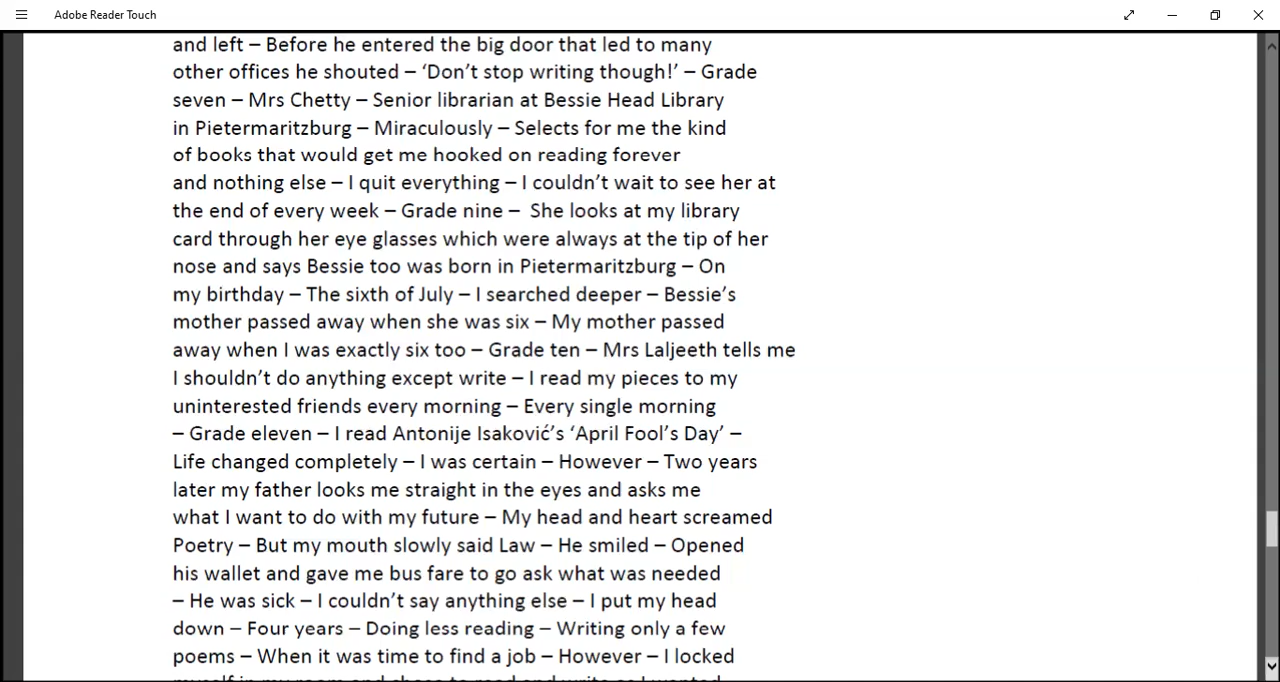 Adobe Reader Touch
and left – Before he entered the big door that led to many
other offices he shouted – ‘Don’t stop writing though!’ – Grade
seven – Mrs Chetty – Senior librarian at Bessie Head Library
in Pietermaritzburg – Miraculously – Selects for me the kind
of books that would get me hooked on reading forever
and nothing else – I quit everything – I couldn’t wait to see her at
the end of every week – Grade nine –  She looks at my library
card through her eye glasses which were always at the tip of her
nose and says Bessie too was born in Pietermaritzburg – On
my birthday – The sixth of July – I searched deeper – Bessie’s
mother passed away when she was six – My mother passed
away when I was exactly six too – Grade ten – Mrs Laljeeth tells me
I shouldn’t do anything except write – I read my pieces to my
uninterested friends every morning – Every single morning
– Grade eleven – I read Antonije Isaković’s ‘April Fool’s Day’ –
Life changed completely – I was certain – However – Two years
later my father looks me straight in the eyes and asks me
what I want to do with my future – My head and heart screamed
Poetry – But my mouth slowly said Law – He smiled – Opened
his wallet and gave me bus fare to go ask what was needed
– He was sick – I couldn’t say anything else – I put my head
down – Four years – Doing less reading – Writing only a few
poems – When it was time to find a job – However – I locked